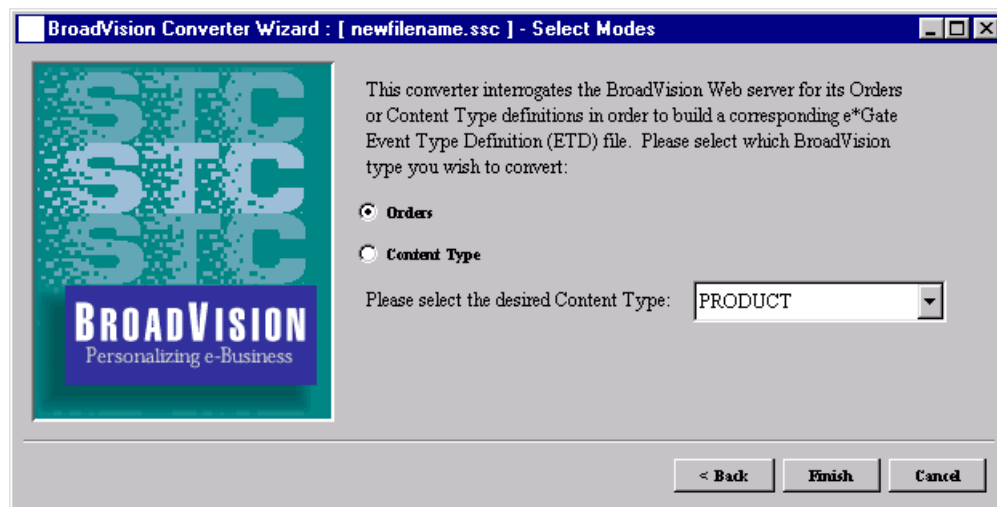 BroadVision Converter Wizard : [ newfilename.ssc ] - Select Modes
STC
STC
STC
BROADVISION
Personalizing e-Business
This converter interrogates the BroadVision Web server for its Orders
or Content Type definitions in order to build a corresponding e*Gate
Event Type Definition (ETD) file. Please select which BroadVision
type you wish to convert:
Orders
Content Type
Please select the desired Content Type: PRODUCT
< Back Finish Cancel